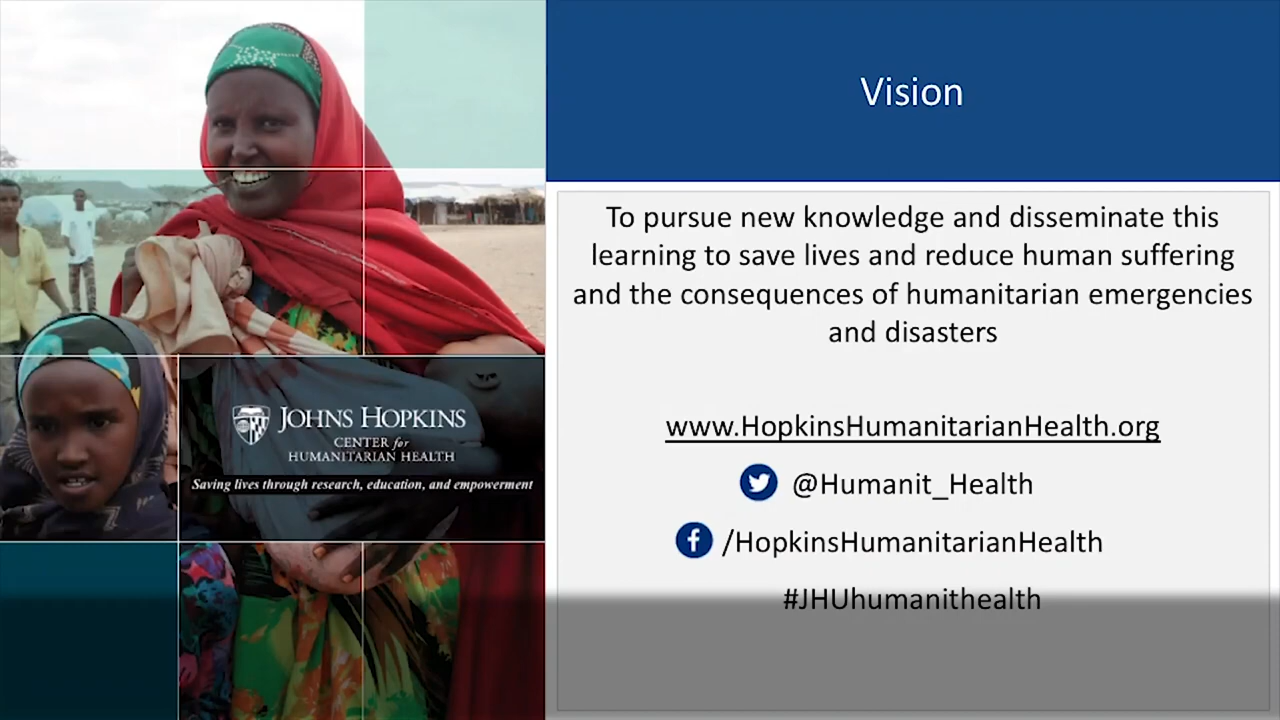 Vision
To pursue new knowledge and disseminate this
learning to save lives and reduce human suffering
and the consequences of humanitarian emergencies
and disasters
www.HopkinsHumanitarianHealth.org
@Humanit_Health
/HopkinsHumanitarianHealth
#JHUhumanithealth
JOHNS HOPKINS
CENTER for
HUMANITARIAN HEALTH
Saving lives through research, education, and empowerment